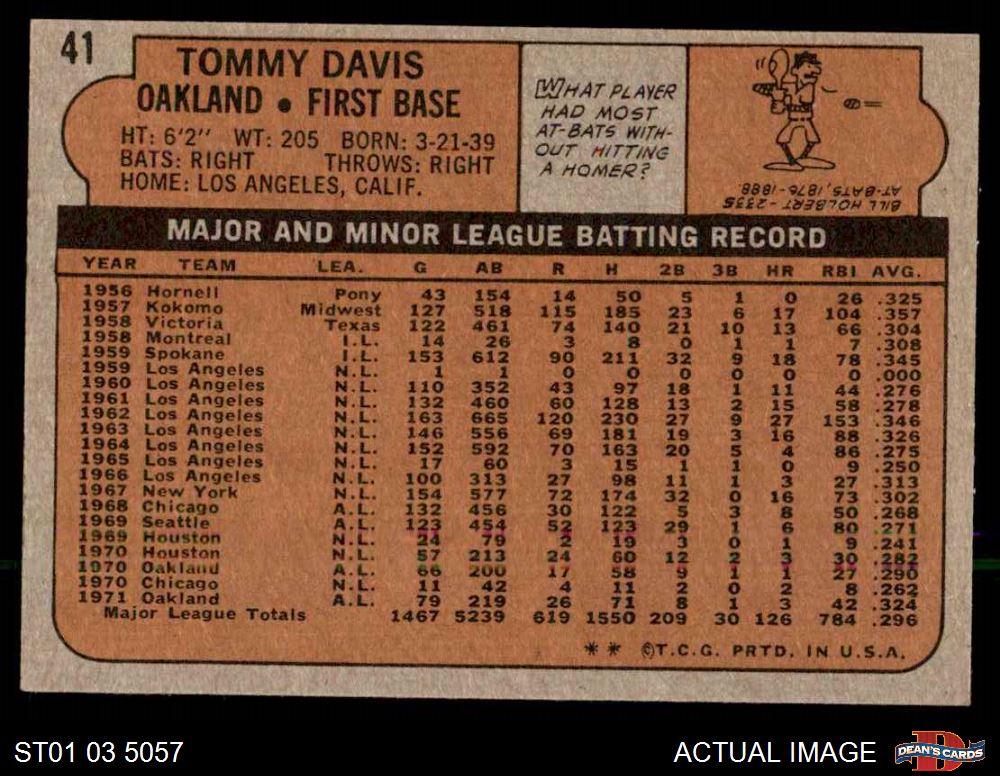 41
TOMMY DAVIS
OAKLAND • FIRST BASE
HT: 6'2" WT: 205 BORN: 3-21-39
BATS: RIGHT THROWS: RIGHT
HOME: LOS ANGELES, CALIF.
WHAT PLAYER
HAD MOST
AT-BATS WITH-
OUT HITTING
A HOMER?
BILL HOLBERT - 2335
AT-BATS, 1876-1888.
MAJOR AND MINOR LEAGUE BATTING RECORD
YEAR TEAM LEA. G AB R H 2B 3B HR RBI AVG.
1956 Hornell Pony 43 154 14 50 5 1 0 26 .325
1957 Kokomo Midwest 127 518 115 185 23 6 17 104 .357
1958 Victoria Texas 122 461 74 140 21 10 13 66 .304
1958 Montreal I.L. 14 26 3 8 0 1 1 7 .308
1959 Spokane I.L. 153 612 90 211 32 9 18 78 .345
1959 Los Angeles N.L. 1 1 0 0 0 0 0 0 .000
1960 Los Angeles N.L. 110 352 43 97 18 1 11 44 .276
1961 Los Angeles N.L. 132 460 60 128 13 2 15 58 .278
1962 Los Angeles N.L. 163 665 120 230 27 9 27 153 .346
1963 Los Angeles N.L. 146 556 69 181 19 3 16 88 .326
1964 Los Angeles N.L. 152 592 70 163 20 5 4 86 .275
1965 Los Angeles N.L. 17 60 3 15 1 1 0 9 .250
1966 Los Angeles N.L. 100 313 27 98 11 1 3 27 .313
1967 New York N.L. 154 577 72 174 32 0 16 73 .302
1968 Chicago A.L. 132 456 30 122 5 3 8 50 .268
1969 Seattle A.L. 123 454 52 123 29 1 6 80 .271
1969 Houston N.L. 24 79 2 19 3 0 1 9 .241
1970 Houston N.L. 57 213 24 60 12 2 3 30 .282
1970 Oakland A.L. 66 200 17 58 9 1 1 27 .290
1970 Chicago N.L. 11 42 4 11 2 0 2 8 .262
1971 Oakland A.L. 79 219 26 71 8 1 3 42 .324
Major League Totals 1467 5239 619 1550 209 30 126 784 .296
** ©T.C.G. PRTD. IN U.S.A.
ST01 03 5057
ACTUAL IMAGE
DEAN'S CARDS